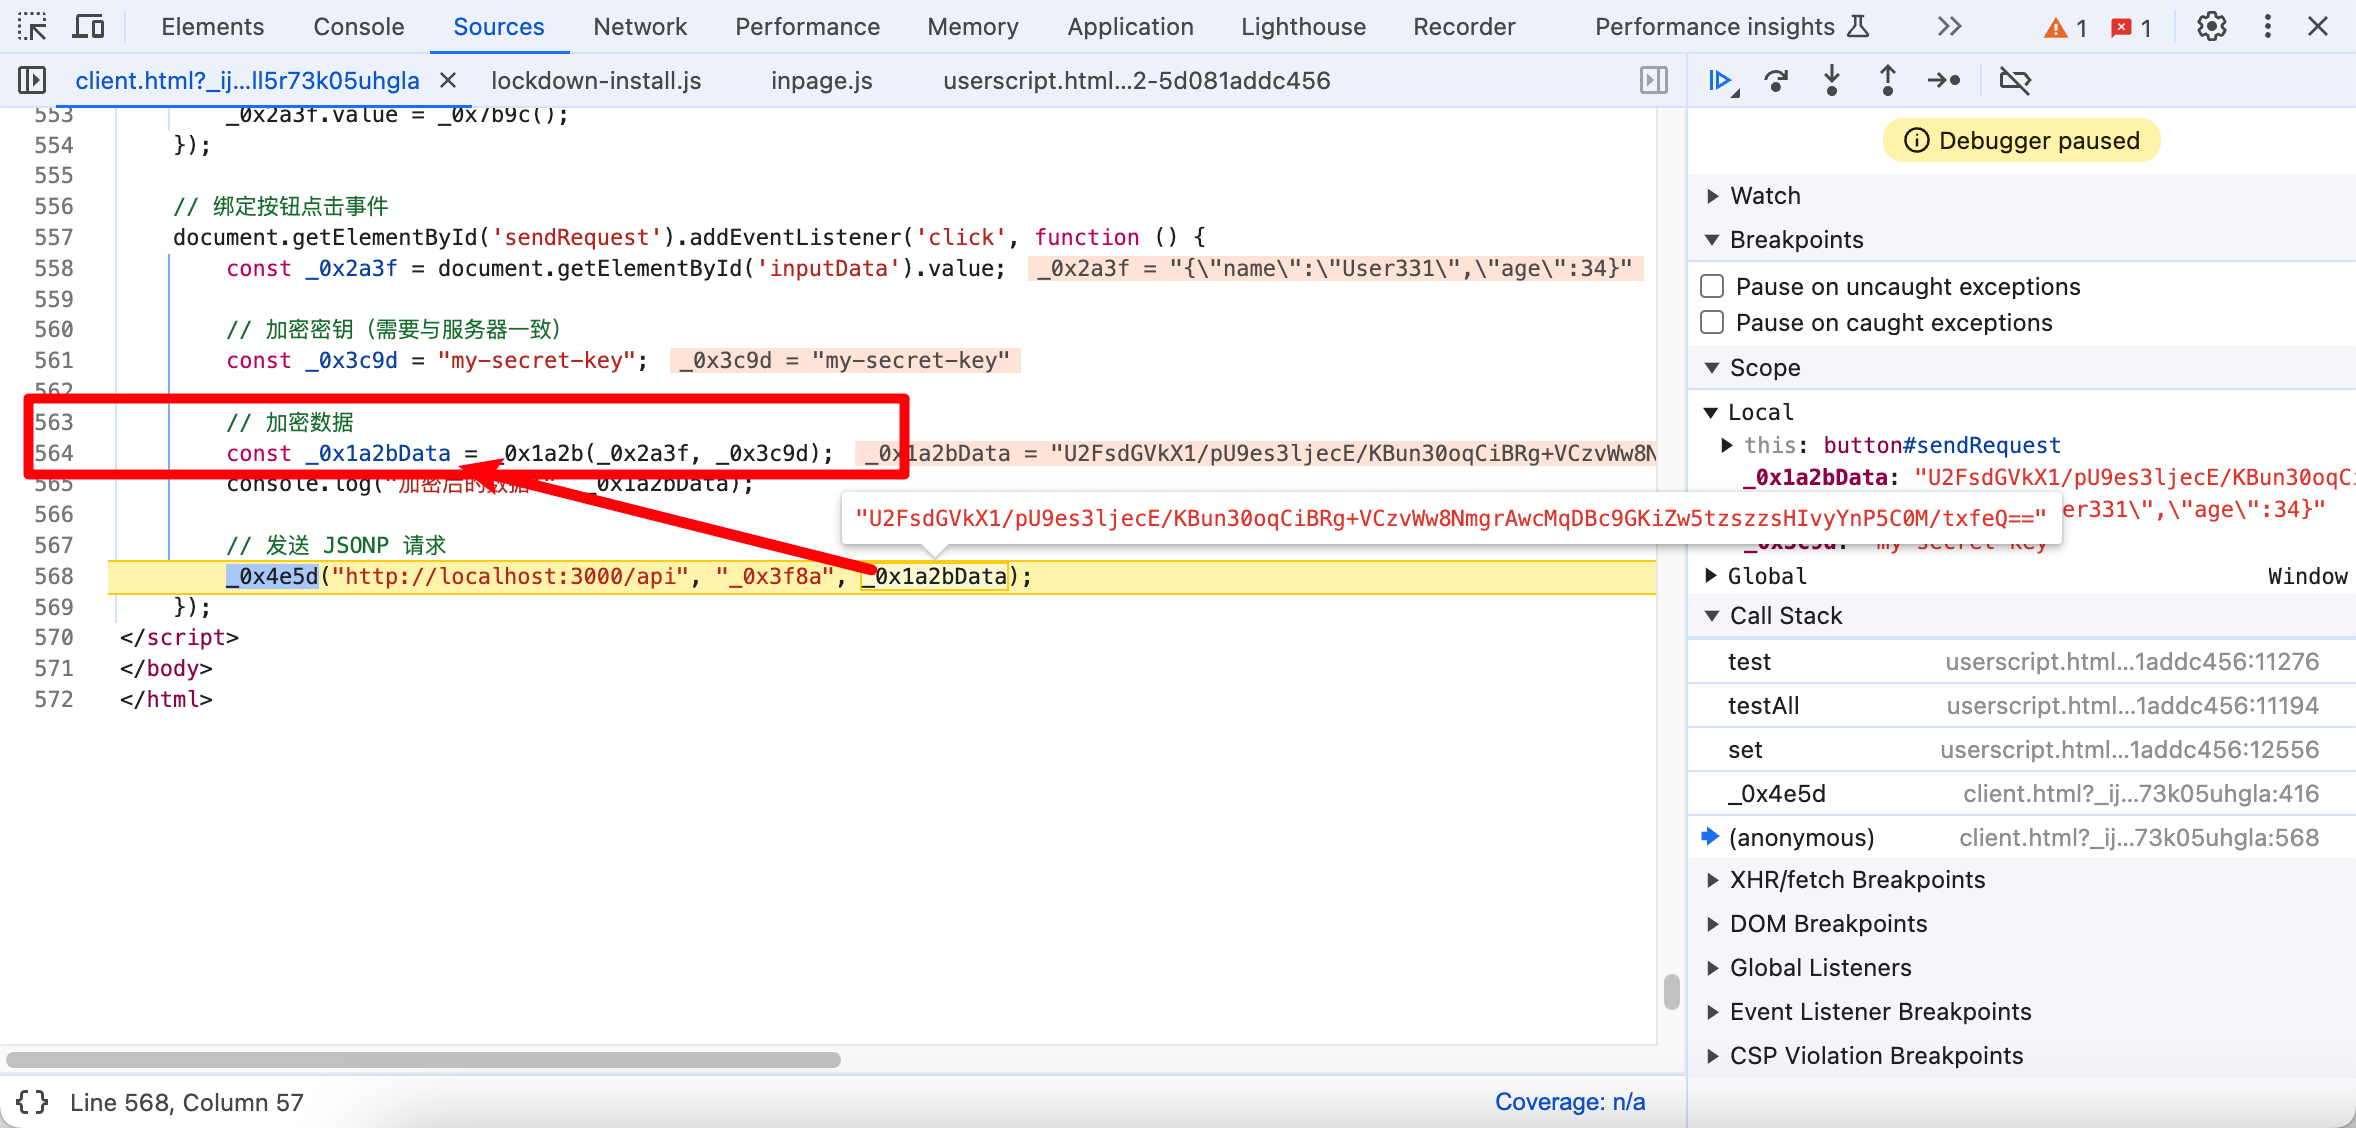 Elements Console Sources Network Performance Memory Application Lighthouse Recorder Performance insights 1 1
client.html?_ij...ll5r73k05uhgla lockdown-install.js inpage.js userscript.html...2-5d081addc456
553 _0x2a3f.value = _0x7b9c();
554 });
555
556 // 绑定按钮点击事件
557 document.getElementById('sendRequest').addEventListener('click', function () {
558 const _0x2a3f = document.getElementById('inputData').value; _0x2a3f = "{\"name\":\"User331\",\"age\":34}"
559
560 // 加密密钥（需要与服务器一致）
561 const _0x3c9d = "my-secret-key"; _0x3c9d = "my-secret-key"
562
563 // 加密数据
564 const _0x1a2bData = _0x1a2b(_0x2a3f, _0x3c9d); _0x1a2bData = "U2FsdGVkX1/pU9es3ljecE/KBun30oqCiBRg+VCzvWw8N
565 console.log("加密后的数据 _0x1a2bData);
566
"U2FsdGVkX1/pU9es3ljecE/KBun30oqCiBRg+VCzvWw8NmgrAwcMqDBc9GKiZw5tzszzsHIvyYnP5C0M/txfeQ=="
567 // 发送 JSONP 请求
568 _0x4e5d("http://localhost:3000/api", "_0x3f8a", _0x1a2bData);
569 });
570 </script>
571 </body>
572 </html>
{} Line 568, Column 57 Coverage: n/a
Debugger paused
Watch
Breakpoints
Pause on uncaught exceptions
Pause on caught exceptions
Scope
Local
this: button#sendRequest
_0x1a2bData: "U2FsdGVkX1/pU9es3ljecE/KBun30oqCi
er331\",\"age\":34}"
_0x3c9d: "my-secret-key"
Global Window
Call Stack
test userscript.html...1addc456:11276
testAll userscript.html...1addc456:11194
set userscript.html...1addc456:12556
_0x4e5d client.html?_ij...73k05uhgla:416
(anonymous) client.html?_ij...73k05uhgla:568
XHR/fetch Breakpoints
DOM Breakpoints
Global Listeners
Event Listener Breakpoints
CSP Violation Breakpoints